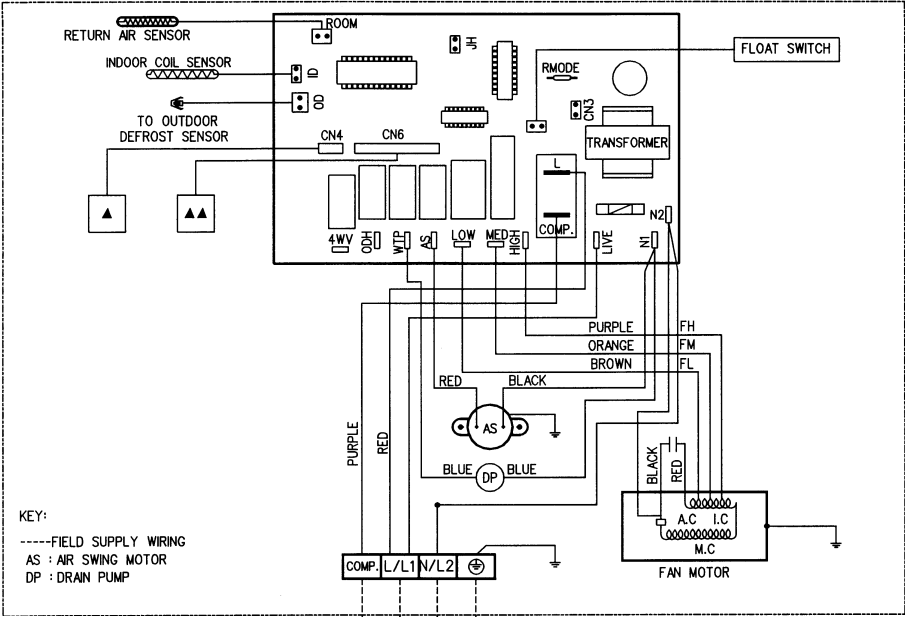 ROOM
RETURN AIR SENSOR
JH
FLOAT SWITCH
INDOOR COIL SENSOR
ID
RMODE
OD
CN3
TO OUTDOOR
DEFROST SENSOR
CN4
CN6
TRANSFORMER
L
COMP.
N2
4WV
ODH
WTP
AS
LOW
MED
HIGH
LIVE
N1
PURPLE FH
ORANGE FM
BROWN FL
RED
BLACK
AS
PURPLE
RED
BLUE
DP
BLUE
BLACK
RED
A.C I.C
M.C
FAN MOTOR
KEY:
-----FIELD SUPPLY WIRING
AS : AIR SWING MOTOR
DP : DRAIN PUMP
COMP. L/L1 N/L2